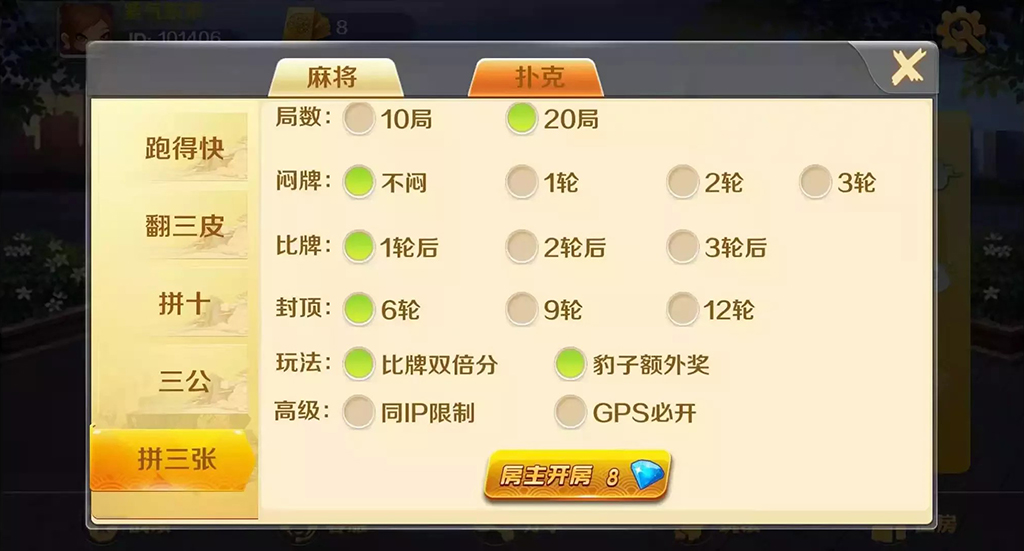 ID: 101406
8
麻将
扑克
跑得快
翻三皮
拼十
三公
拼三张
局数: 10局 20局
闷牌: 不闷 1轮 2轮 3轮
比牌: 1轮后 2轮后 3轮后
封顶: 6轮 9轮 12轮
玩法: 比牌双倍分 豹子额外奖
高级: 同IP限制 GPS必开
房主开房 8